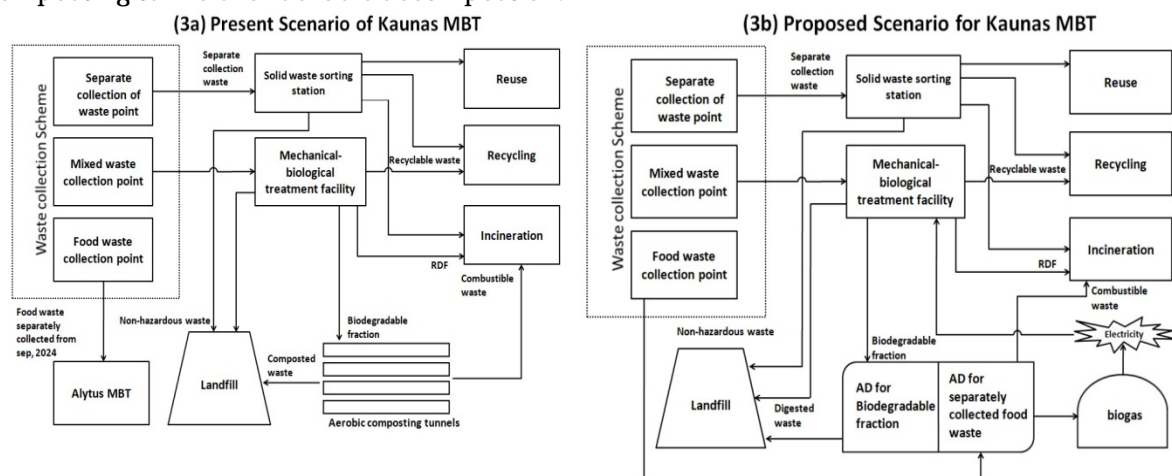 (3a) Present Scenario of Kaunas MBT
Waste collection Scheme
Separate
collection of
waste point
Separate
collection
waste
Solid waste sorting
station
Reuse
Mixed waste
collection point
Mechanical-
biological
treatment facility
Recyclable waste
Recycling
Food waste
collection point
Incineration
RDF
Combustible
waste
Food waste
separately
collected from
sep, 2024
Non-hazardous waste
Biodegradable
fraction
Alytus MBT
Landfill
Composted
waste
Aerobic composting tunnels
(3b) Proposed Scenario for Kaunas MBT
Waste collection Scheme
Separate
collection of
waste point
Separate
collection
waste
Solid waste sorting
station
Reuse
Mixed waste
collection point
Mechanical-
biological
treatment facility
Recyclable waste
Recycling
Food waste
collection point
Incineration
RDF
Combustible
waste
Non-hazardous waste
Biodegradable
fraction
Electricity
Landfill
Digested
waste
AD for
Biodegradable
fraction
AD for
separately
collected food
waste
biogas